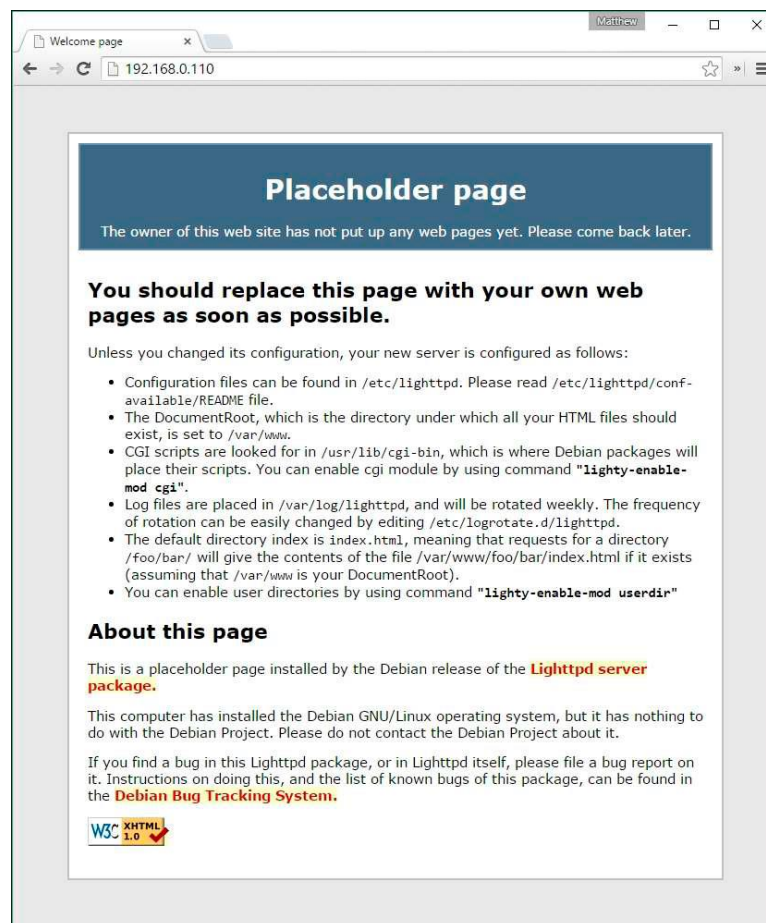 Matthew
Welcome page
192.168.0.110
Placeholder page
The owner of this web site has not put up any web pages yet. Please come back later.
You should replace this page with your own web
pages as soon as possible.
Unless you changed its configuration, your new server is configured as follows:
• Configuration files can be found in /etc/lighttpd. Please read /etc/lighttpd/conf-
available/README file.
• The DocumentRoot, which is the directory under which all your HTML files should
exist, is set to /var/www.
• CGI scripts are looked for in /usr/lib/cgi-bin, which is where Debian packages will
place their scripts. You can enable cgi module by using command "lighty-enable-
mod cgi".
• Log files are placed in /var/log/lighttpd, and will be rotated weekly. The frequency
of rotation can be easily changed by editing /etc/logrotate.d/lighttpd.
• The default directory index is index.html, meaning that requests for a directory
/foo/bar/ will give the contents of the file /var/www/foo/bar/index.html if it exists
(assuming that /var/www is your DocumentRoot).
• You can enable user directories by using command "lighty-enable-mod userdir"
About this page
This is a placeholder page installed by the Debian release of the Lighttpd server
package.
This computer has installed the Debian GNU/Linux operating system, but it has nothing to
do with the Debian Project. Please do not contact the Debian Project about it.
If you find a bug in this Lighttpd package, or in Lighttpd itself, please file a bug report on
it. Instructions on doing this, and the list of known bugs of this package, can be found in
the Debian Bug Tracking System.
W3C XHTML
1.0